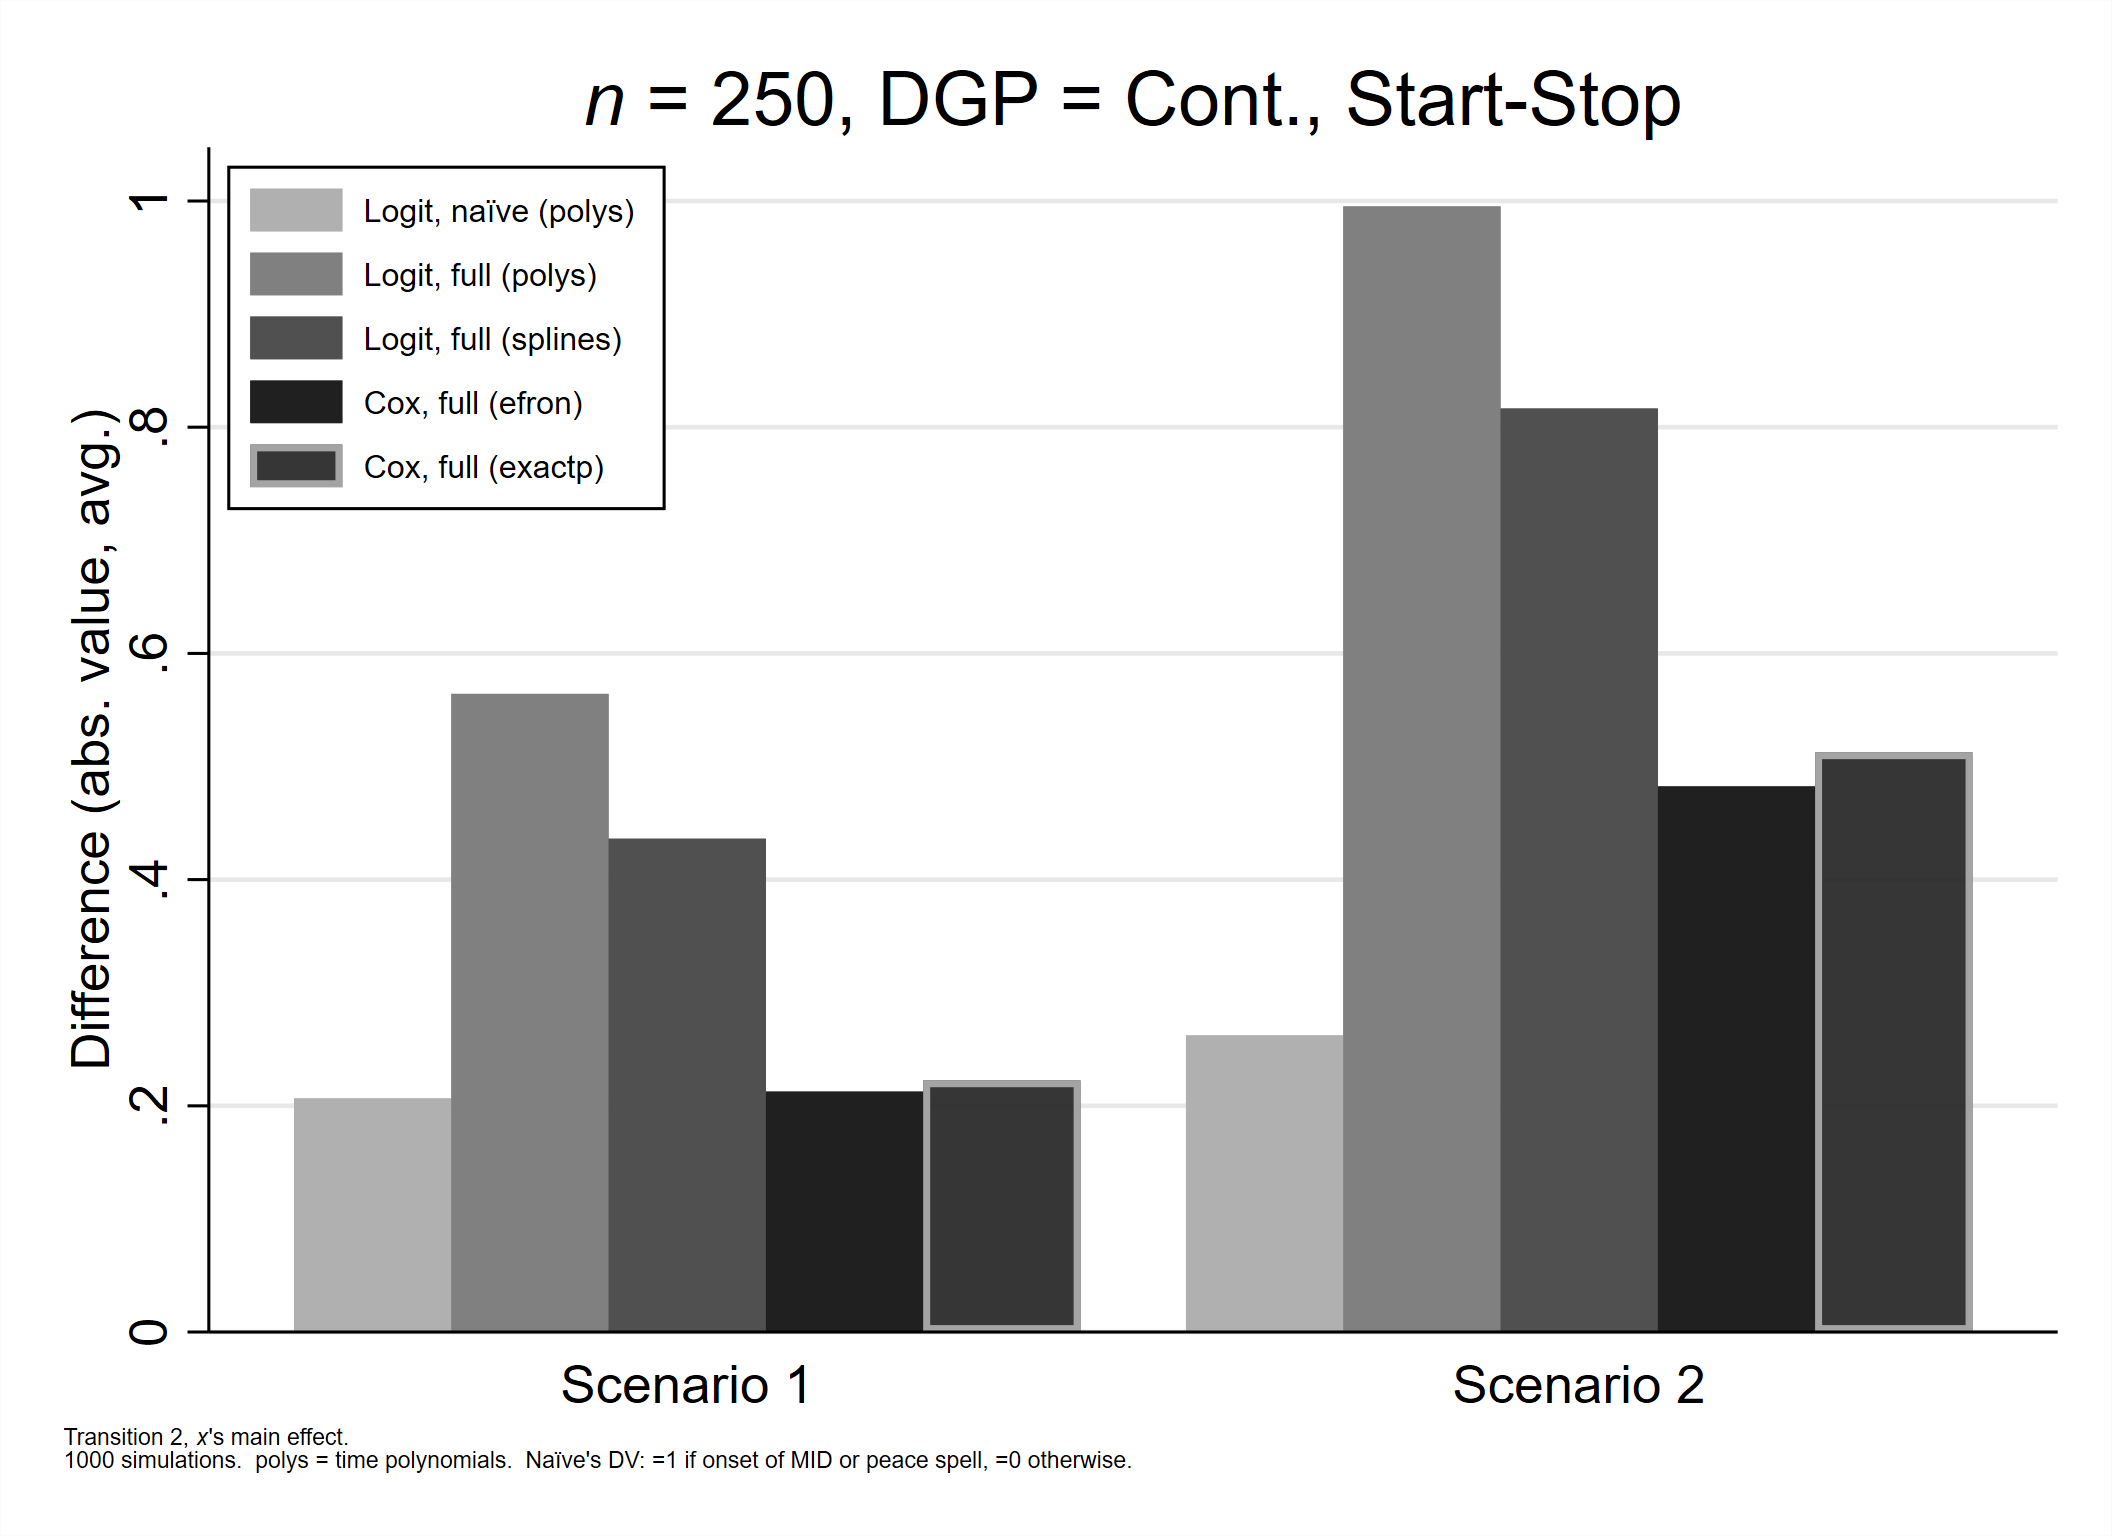 n = 250, DGP = Cont., Start-Stop
Logit, naïve (polys)
Logit, full (polys)
Logit, full (splines)
Cox, full (efron)
Cox, full (exactp)
Difference (abs. value, avg.)
1
.8
.6
.4
.2
0
Scenario 1
Scenario 2
Transition 2, x's main effect.
1000 simulations.  polys = time polynomials.  Naïve's DV: =1 if onset of MID or peace spell, =0 otherwise.